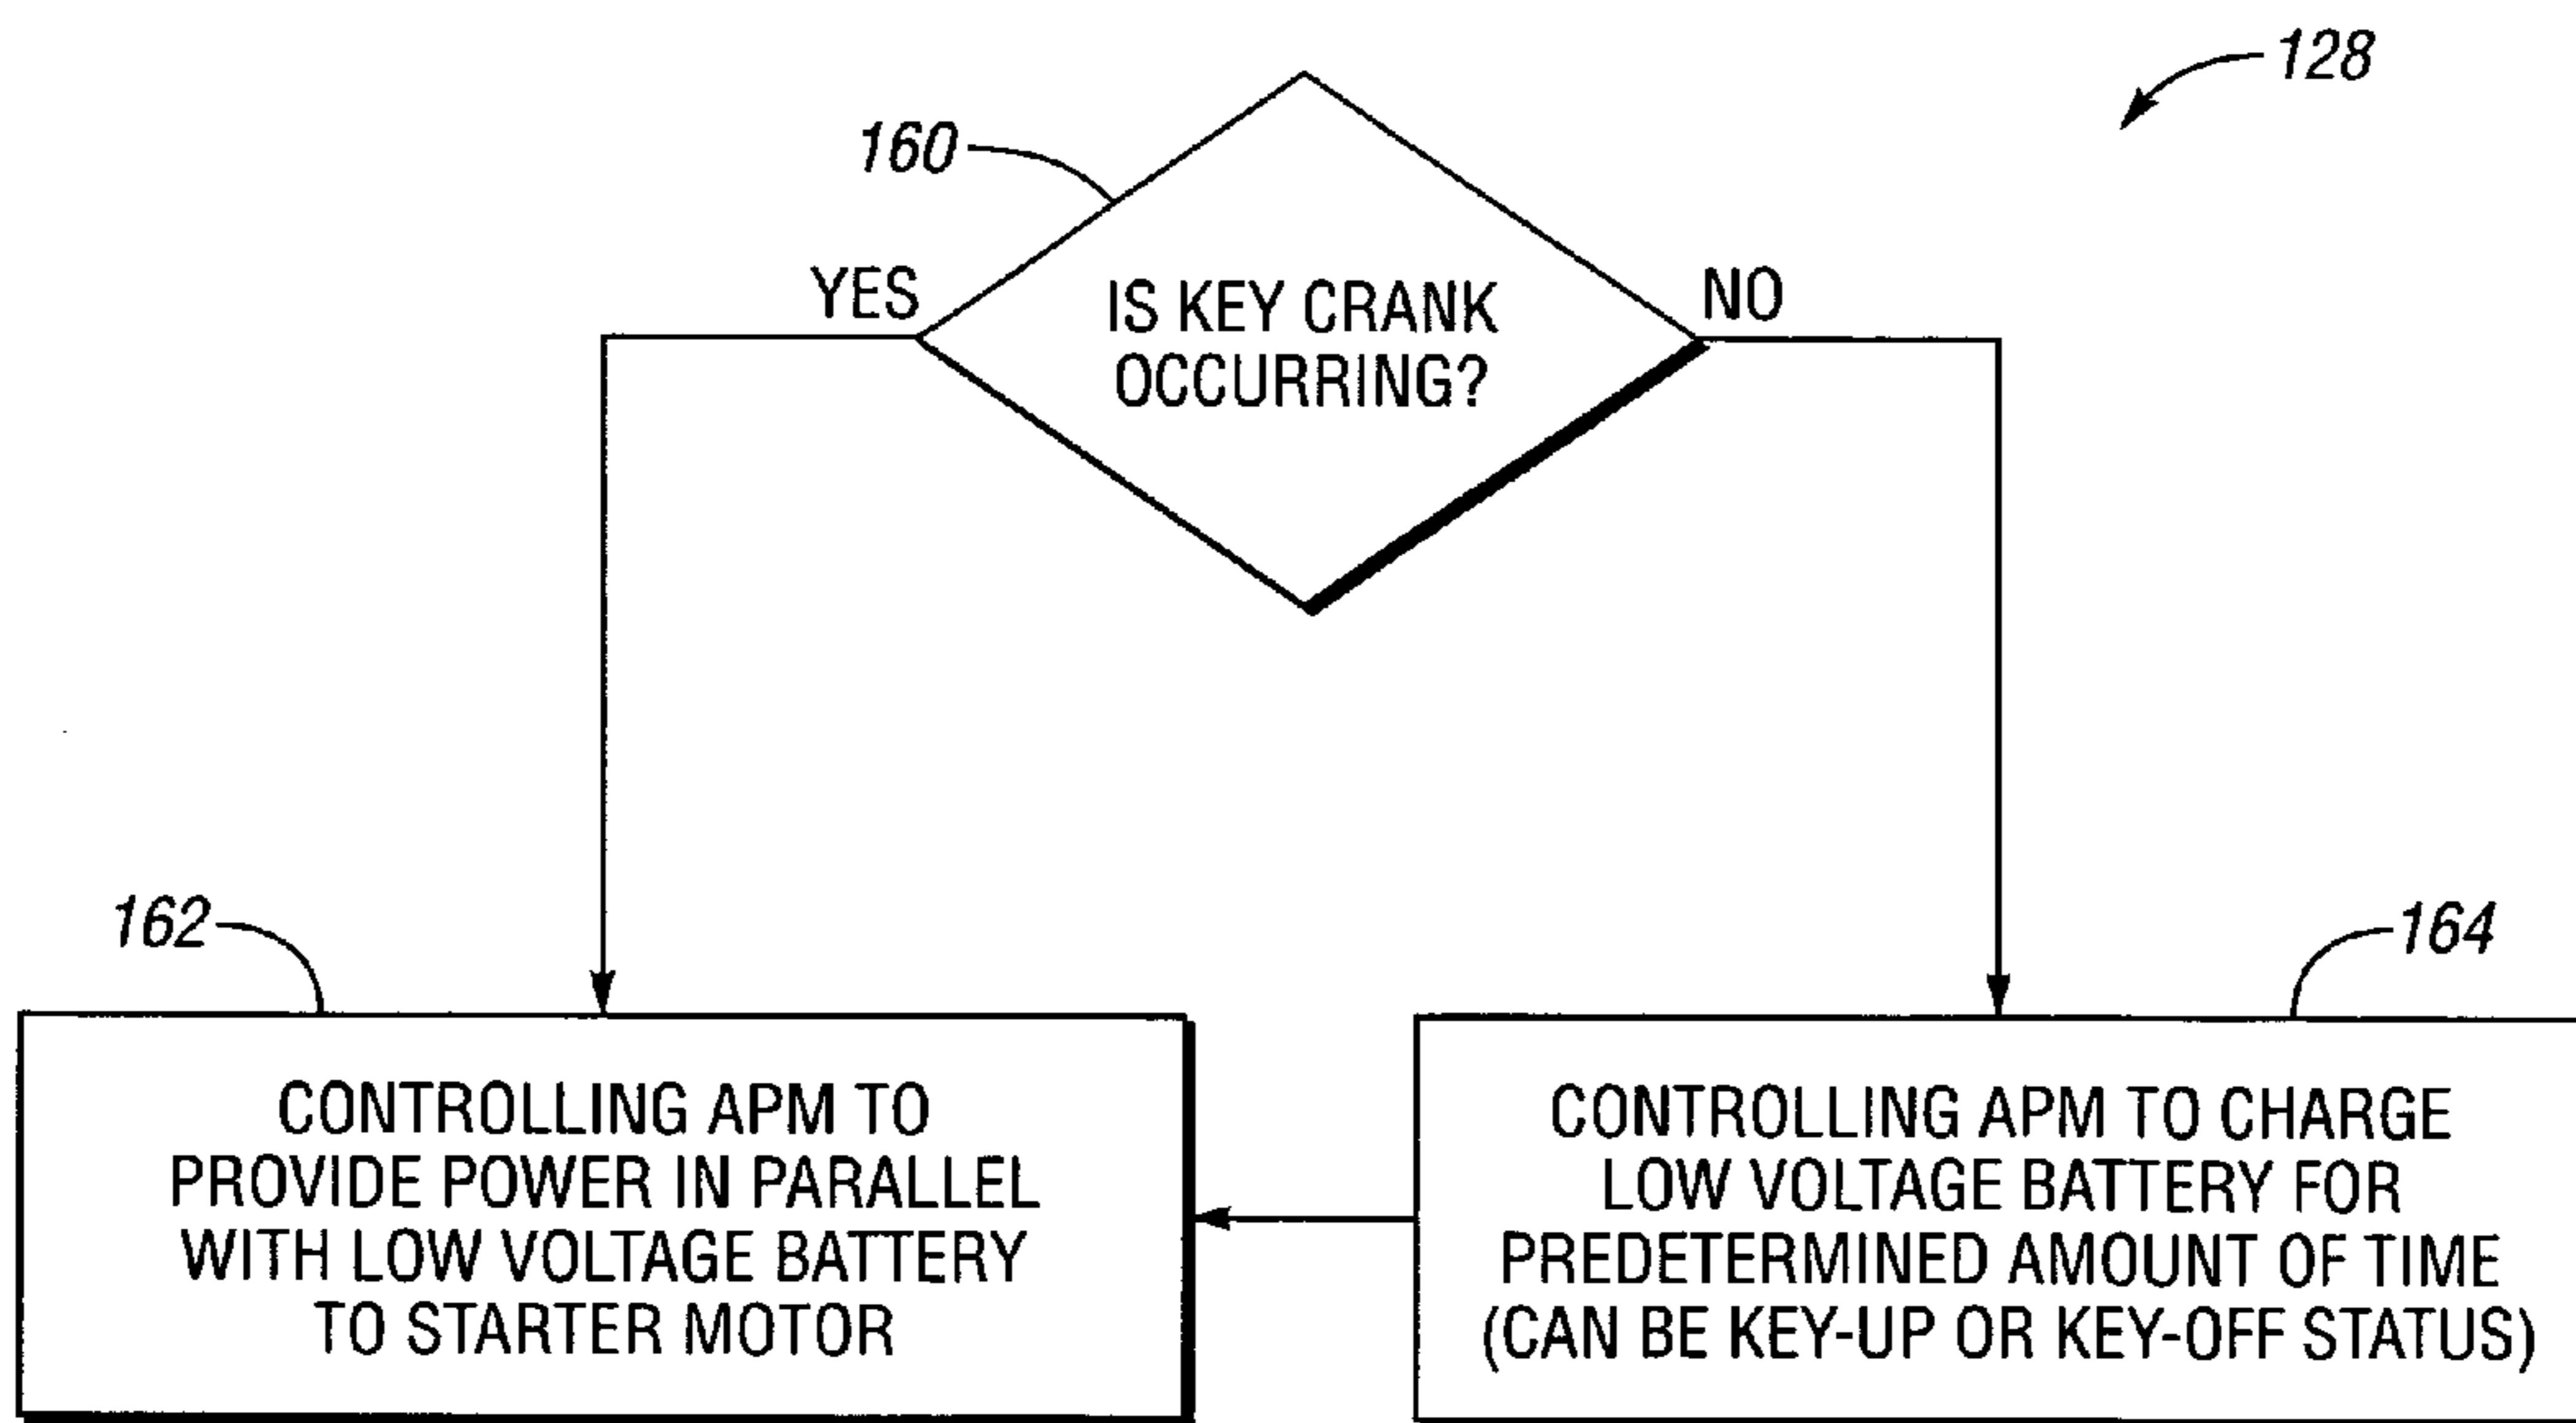 128
160
YES
NO
IS KEY CRANK
OCCURRING?
162
164
CONTROLLING APM TO
PROVIDE POWER IN PARALLEL
WITH LOW VOLTAGE BATTERY
TO STARTER MOTOR
CONTROLLING APM TO CHARGE
LOW VOLTAGE BATTERY FOR
PREDETERMINED AMOUNT OF TIME
(CAN BE KEY-UP OR KEY-OFF STATUS)